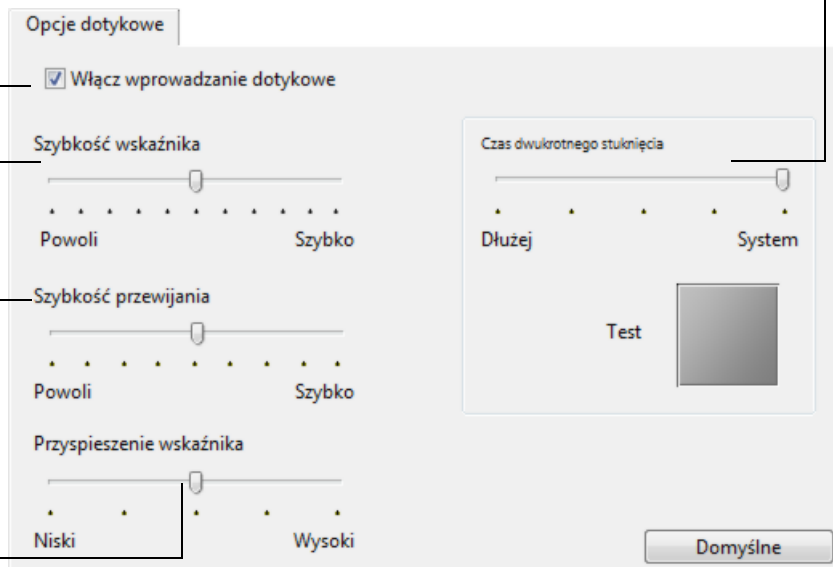 Opcje dotykowe
Włącz wprowadzanie dotykowe
Szybkość wskaźnika
Powoli Szybko
Szybkość przewijania
Powoli Szybko
Przyspieszenie wskaźnika
Niski Wysoki
Czas dwukrotnego stuknięcia
Dłużej System
Test
Domyślne